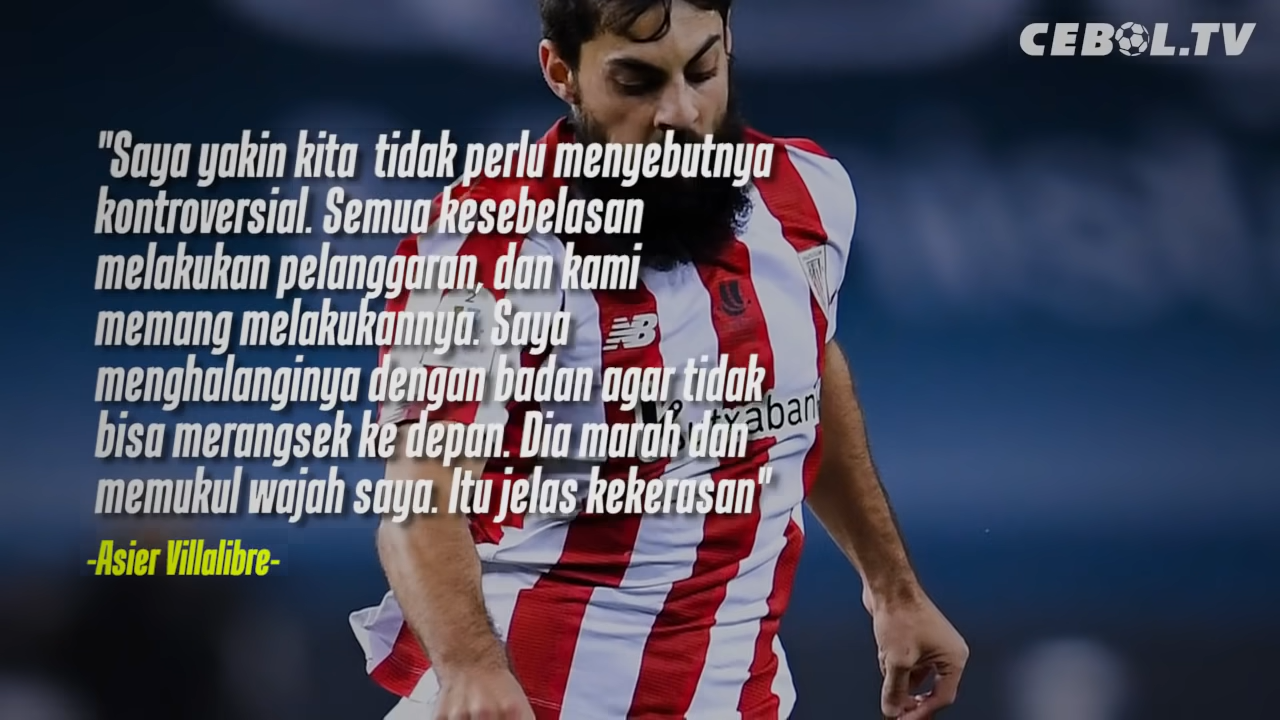 CEBOL.TV
"Saya yakin kita tidak perlu menyebutnya
kontroversial. Semua kesebelasan
melakukan pelanggaran, dan kami
memang melakukannya. Saya
menghalanginya dengan badan agar tidak
bisa merangsek ke depan. Dia marah dan
memukul wajah saya. Itu jelas kekerasan"
-Asier Villalibre-
NB